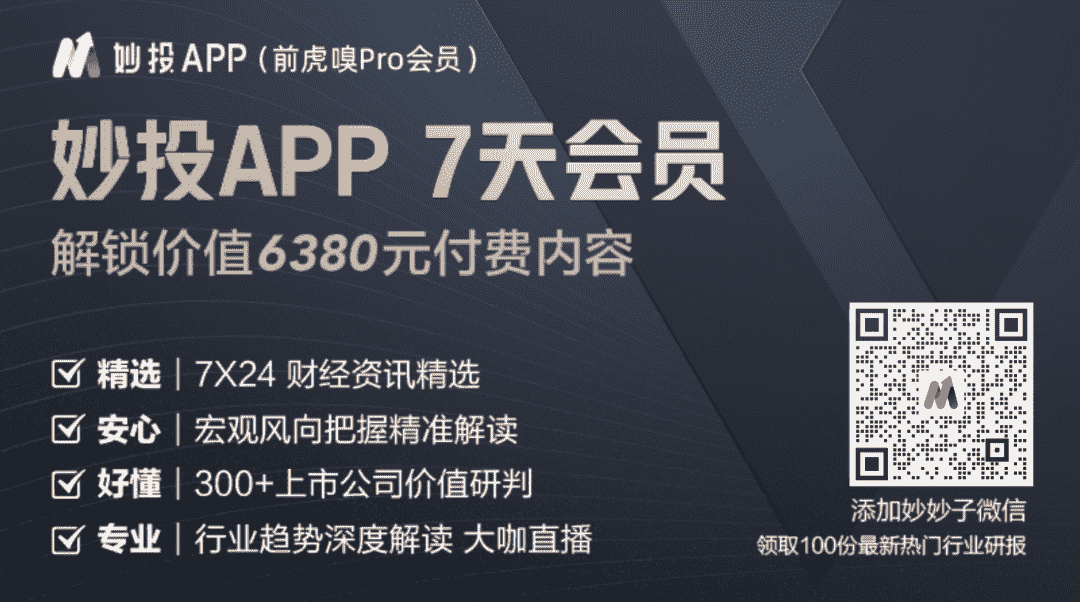 妙投APP（前虎嗅Pro会员）
妙投APP 7天会员
解锁价值6380元付费内容
精选｜7X24 财经资讯精选
安心｜宏观风向把握精准解读
好懂｜300+上市公司价值研判
专业｜行业趋势深度解读 大咖直播
添加妙妙子微信
领取100份最新热门行业研报